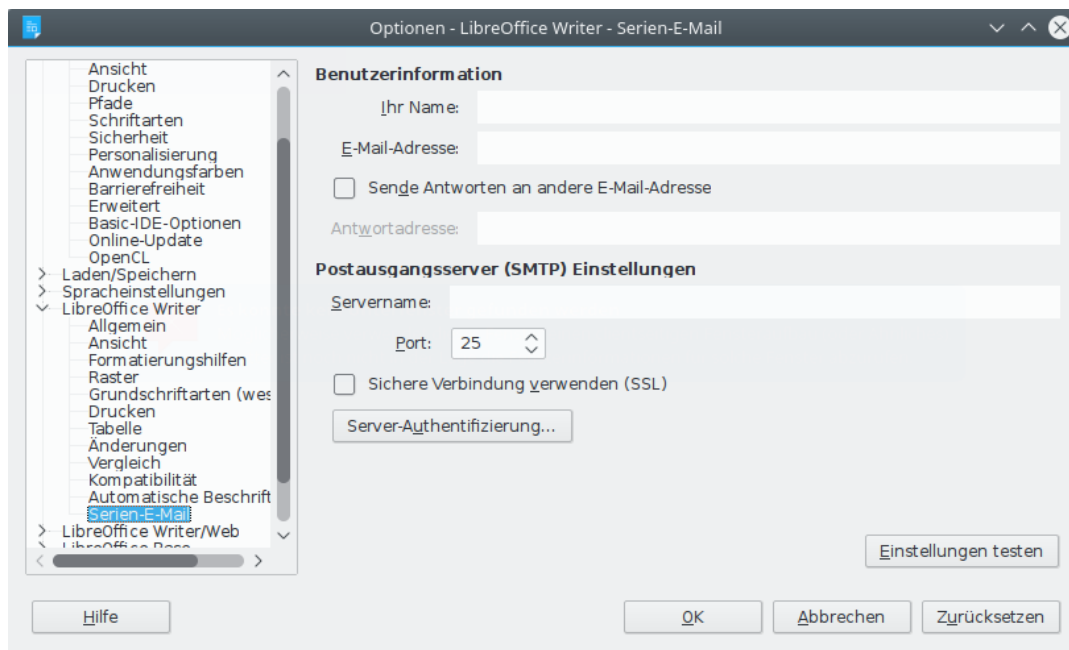 Optionen - LibreOffice Writer - Serien-E-Mail
Ansicht
Drucken
Pfade
Schriftarten
Sicherheit
Personalisierung
Anwendungsfarben
Barrierefreiheit
Erweitert
Basic-IDE-Optionen
Online-Update
OpenCL
Laden/Speichern
Spracheinstellungen
LibreOffice Writer
Allgemein
Ansicht
Formatierungshilfen
Raster
Grundschriftarten (wes
Drucken
Tabelle
Änderungen
Vergleich
Kompatibilität
Automatische Beschrift
Serien-E-Mail
LibreOffice Writer/Web
LibreOffice Base
Benutzerinformation
Ihr Name:
E-Mail-Adresse:
Sende Antworten an andere E-Mail-Adresse
Antwortadresse:
Postausgangsserver (SMTP) Einstellungen
Servername:
Port: 25
Sichere Verbindung verwenden (SSL)
Server-Authentifizierung...
Einstellungen testen
Hilfe
OK
Abbrechen
Zurücksetzen